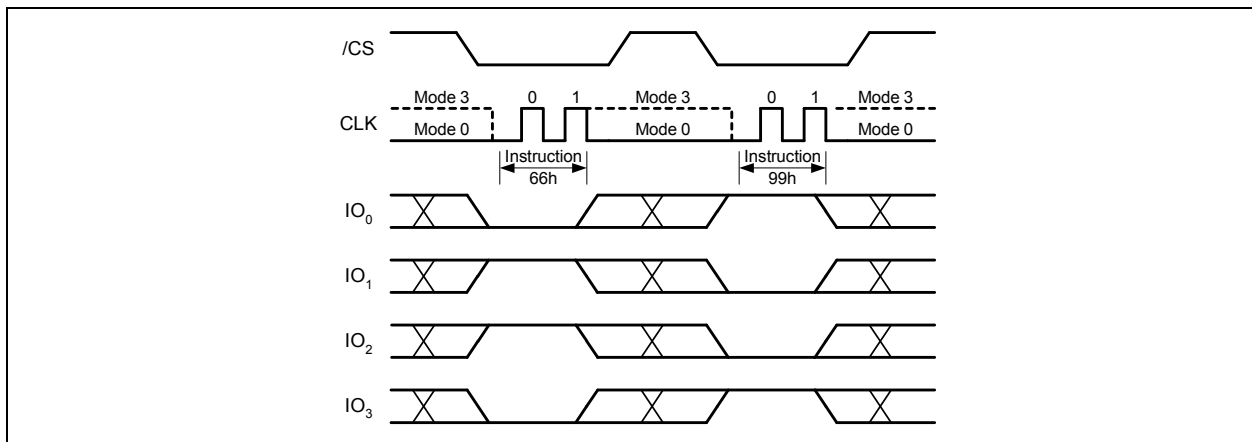 /CS
Mode 3 0 1 Mode 3 0 1 Mode 3
CLK Mode 0 Mode 0 Mode 0
Instruction Instruction
66h 99h
IO0
IO1
IO2
IO3